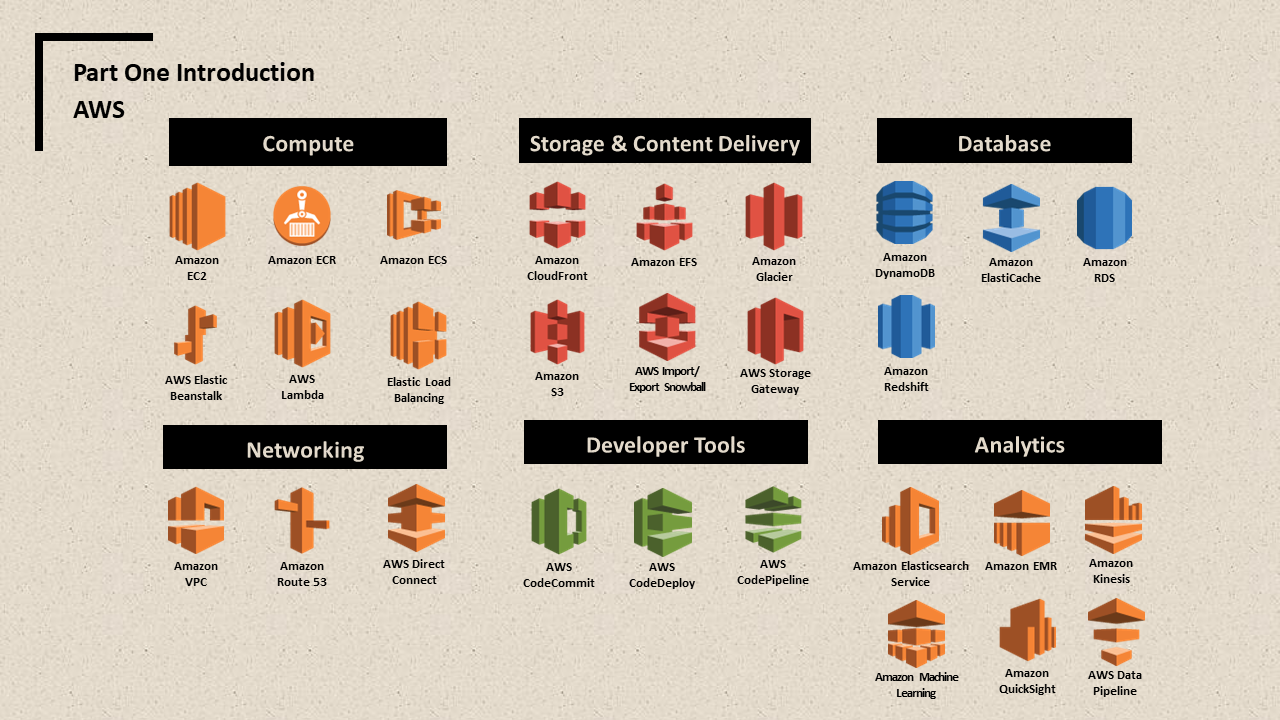 Part One Introduction
AWS
Compute
Amazon
EC2
Amazon ECR
Amazon ECS
AWS Elastic
Beanstalk
AWS
Lambda
Elastic Load
Balancing
Storage & Content Delivery
Amazon
CloudFront
Amazon EFS
Amazon
Glacier
Amazon
S3
AWS Import/
Export Snowball
AWS Storage
Gateway
Database
Amazon
DynamoDB
Amazon
ElastiCache
Amazon
RDS
Amazon
Redshift
Networking
Amazon
VPC
Amazon
Route 53
AWS Direct
Connect
Developer Tools
AWS
CodeCommit
AWS
CodeDeploy
AWS
CodePipeline
Analytics
Amazon Elasticsearch
Service
Amazon EMR
Amazon
Kinesis
Amazon Machine
Learning
Amazon
QuickSight
AWS Data
Pipeline